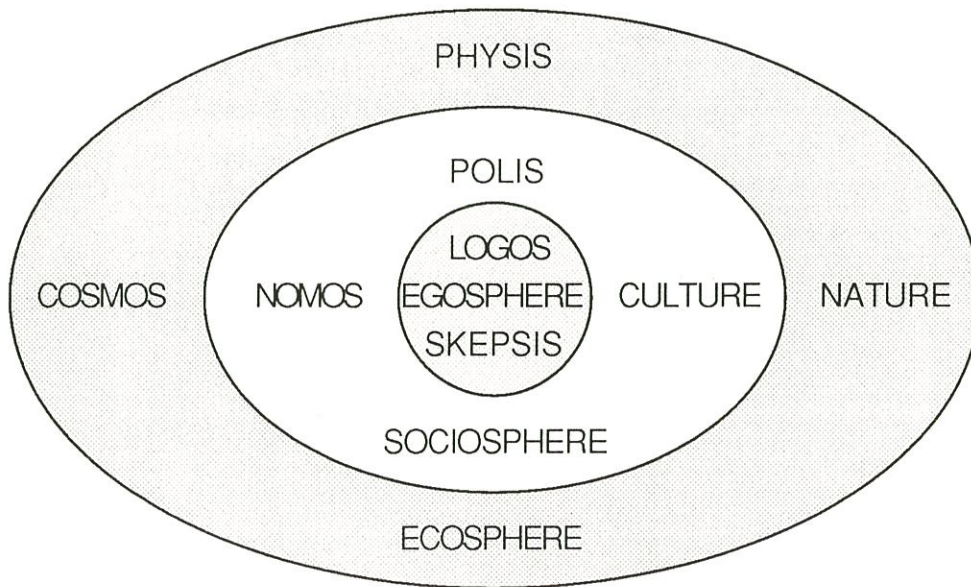 PHYSIS
POLIS
LOGOS
COSMOS NOMOS EGOSPHERE CULTURE NATURE
SKEPSIS
SOCIOSPHERE
ECOSPHERE